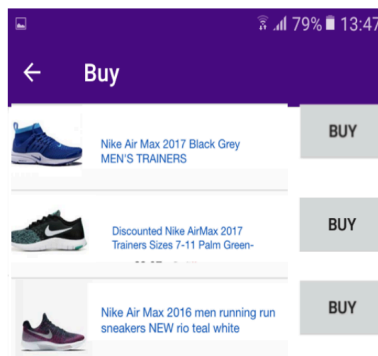 79% 13:47
Buy
Nike Air Max 2017 Black Grey
MEN'S TRAINERS
BUY
Discounted Nike AirMax 2017
Trainers Sizes 7-11 Palm Green-
BUY
Nike Air Max 2016 men running run
sneakers NEW rio teal white
BUY